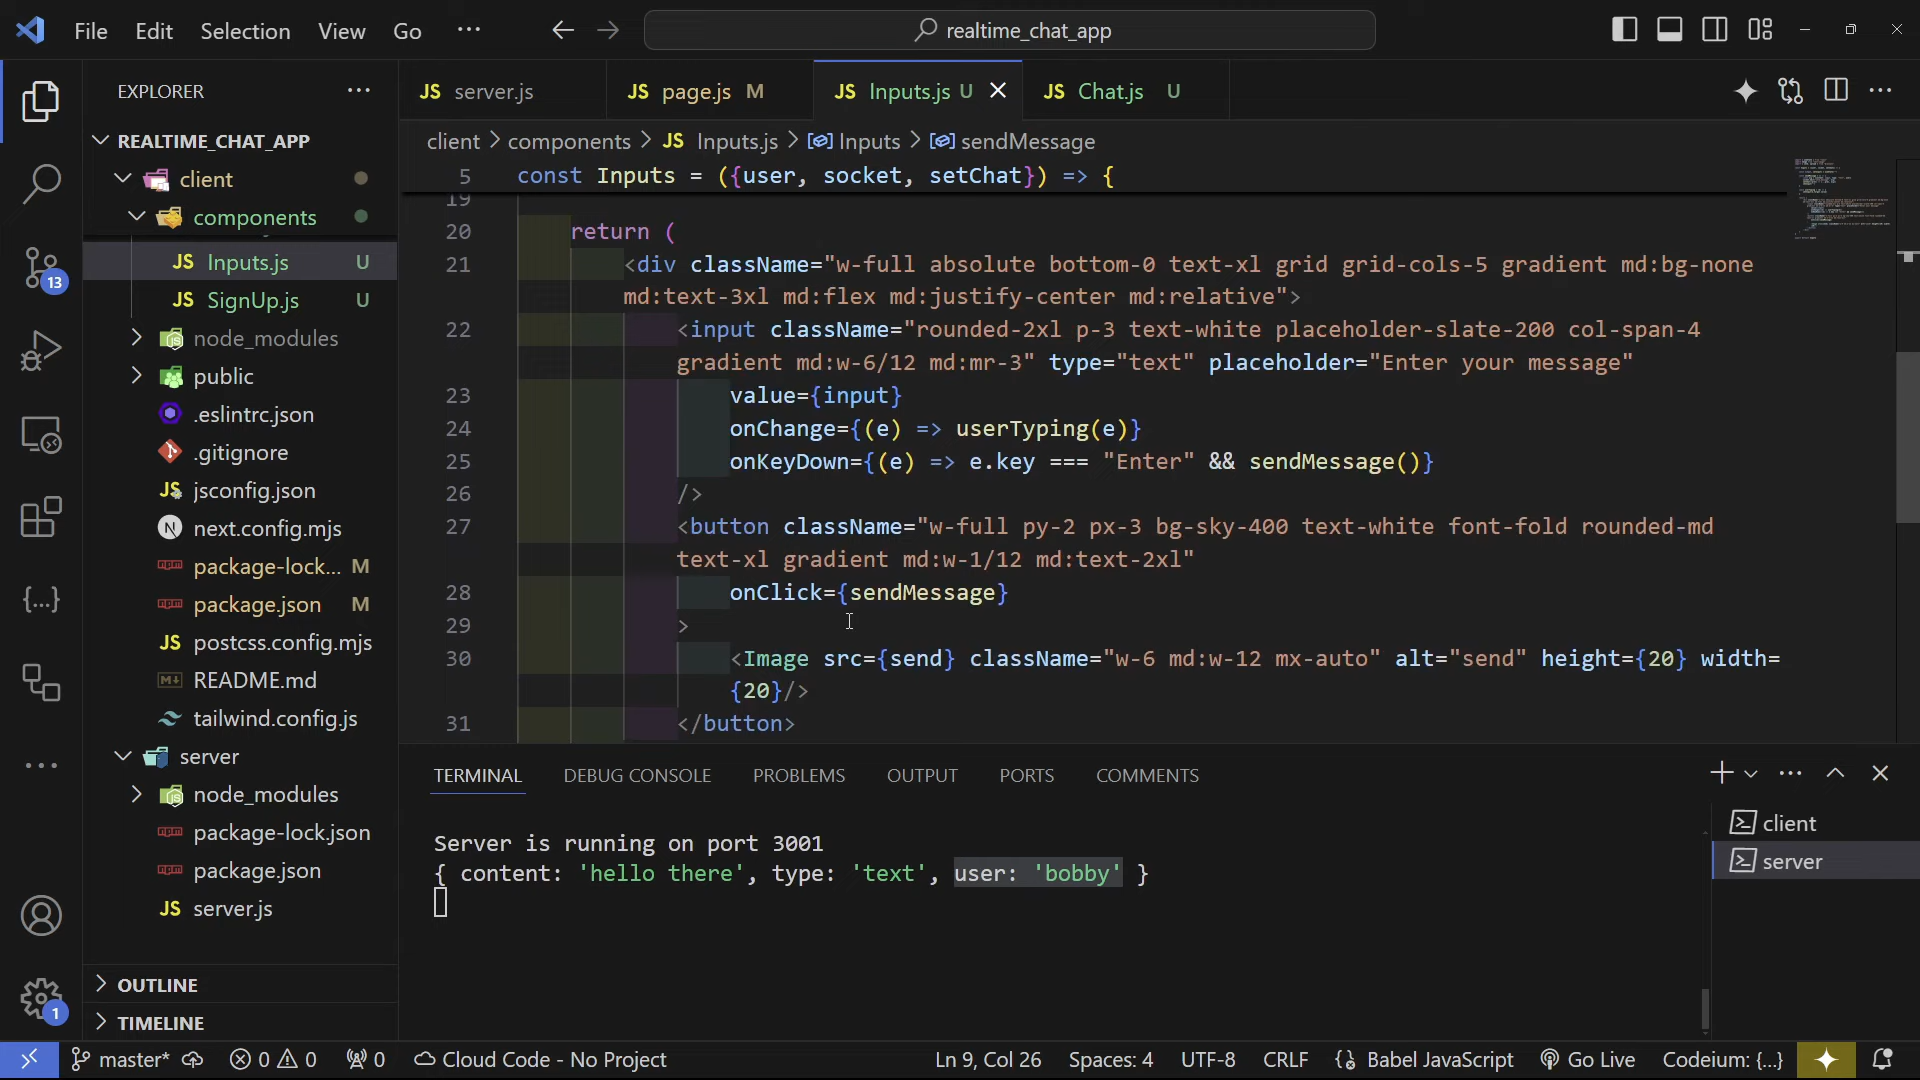 File Edit Selection View Go ··· realtime_chat_app
EXPLORER ···
REALTIME_CHAT_APP
client
components
JS Inputs.js U
JS SignUp.js U
node_modules
public
.eslintrc.json
.gitignore
JS jsconfig.json
N next.config.mjs
package-lock... M
package.json M
JS postcss.config.mjs
README.md
tailwind.config.js
server
node_modules
package-lock.json
package.json
JS server.js
OUTLINE
TIMELINE
13
{...}
1
JS server.js JS page.js M JS Inputs.js U JS Chat.js U
client > components > JS Inputs.js > Inputs > sendMessage
5 const Inputs = ({user, socket, setChat}) => {
19
20 return (
21 <div className="w-full absolute bottom-0 text-xl grid grid-cols-5 gradient md:bg-none
md:text-3xl md:flex md:justify-center md:relative">
22 <input className="rounded-2xl p-3 text-white placeholder-slate-200 col-span-4
gradient md:w-6/12 md:mr-3" type="text" placeholder="Enter your message"
23 value={input}
24 onChange={(e) => userTyping(e)}
25 onKeyDown={(e) => e.key === "Enter" && sendMessage()}
26 />
27 <button className="w-full py-2 px-3 bg-sky-400 text-white font-fold rounded-md
text-xl gradient md:w-1/12 md:text-2xl"
28 onClick={sendMessage}
29 >
30 <Image src={send} className="w-6 md:w-12 mx-auto" alt="send" height={20} width=
{20}/>
31 </button>
TERMINAL DEBUG CONSOLE PROBLEMS OUTPUT PORTS COMMENTS
Server is running on port 3001
{ content: 'hello there', type: 'text', user: 'bobby' }
client
server
master* 0 0 0 Cloud Code - No Project Ln 9, Col 26 Spaces: 4 UTF-8 CRLF Babel JavaScript Go Live Codeium: {...}